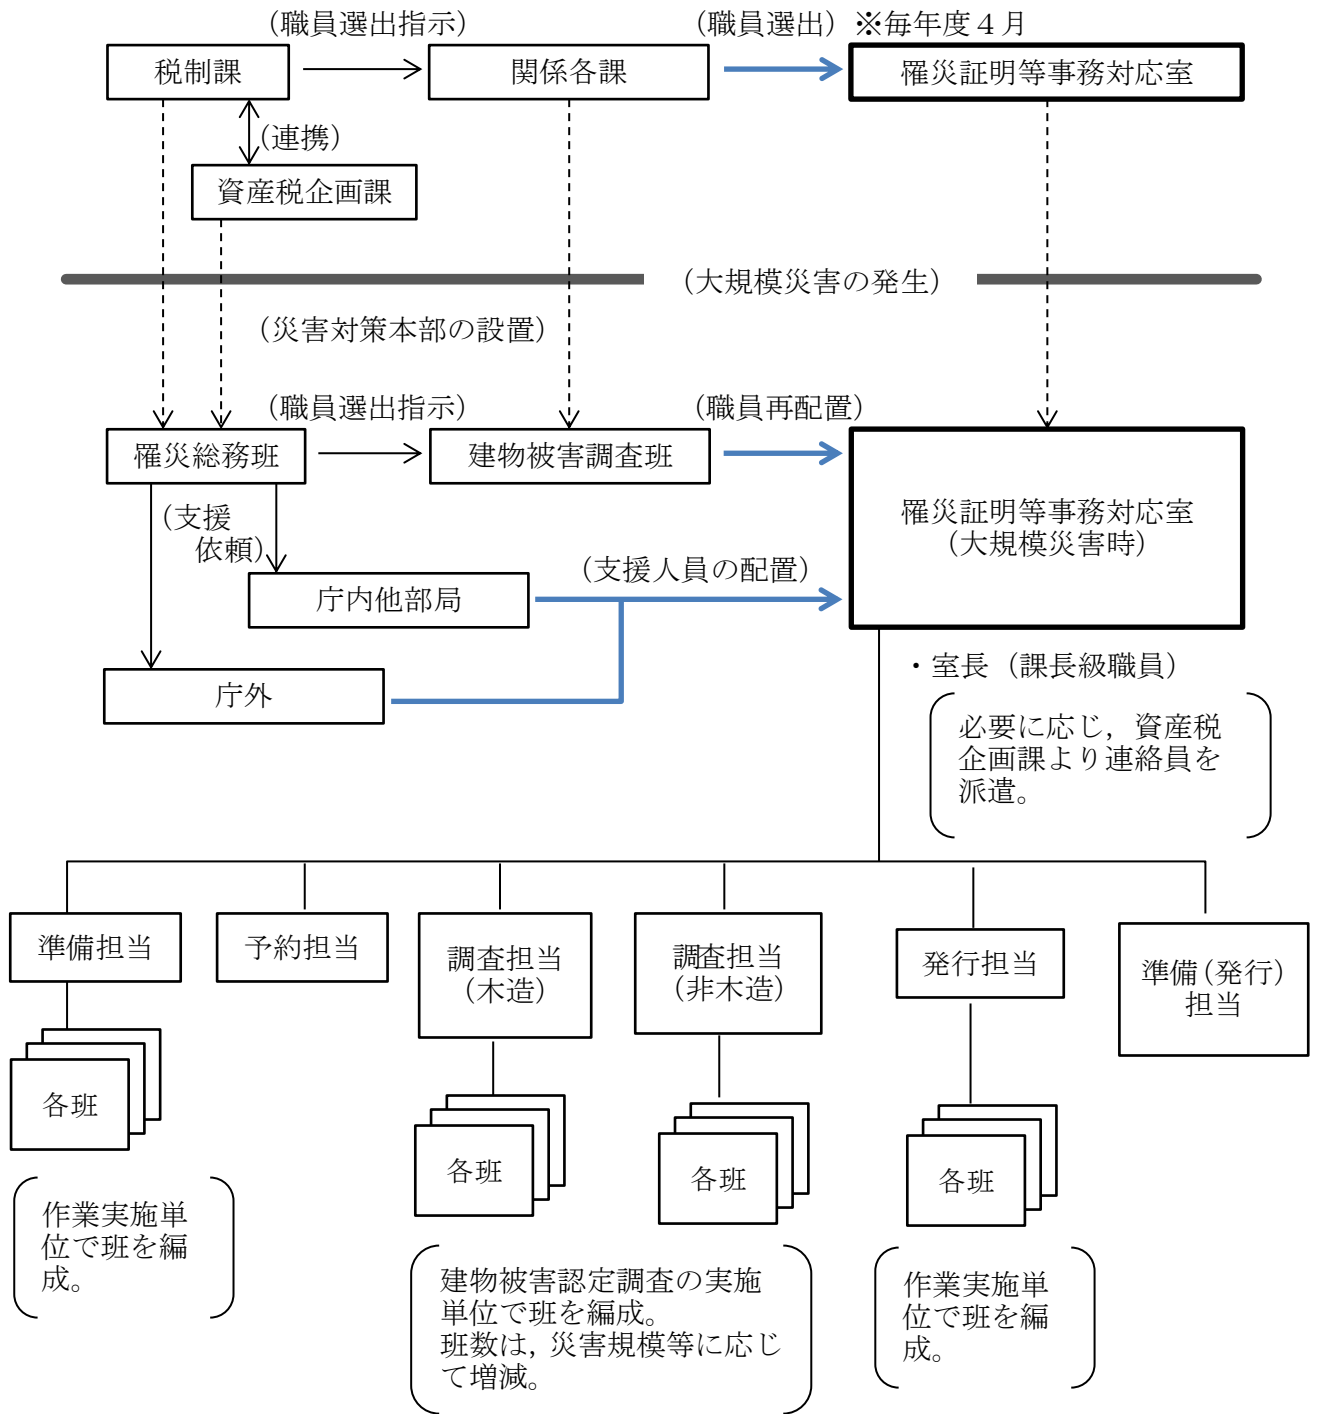 (職員選出指示)
(職員選出)
※毎年度４月
税制課
関係各課
罹災証明等事務対応室
(連携)
資産税企画課
(大規模災害の発生)
(災害対策本部の設置)
(職員選出指示)
(職員再配置)
罹災総務班
建物被害調査班
罹災証明等事務対応室
(大規模災害時)
(支援
依頼)
(支援人員の配置)
庁内他部局
庁外
・室長（課長級職員）
必要に応じ，資産税
企画課より連絡員を
派遣。
準備担当
予約担当
調査担当
(木造)
調査担当
(非木造)
発行担当
準備(発行)
担当
各班
各班
各班
各班
作業実施単
位で班を編
成。
建物被害認定調査の実施
単位で班を編成。
班数は，災害規模等に応じ
て増減。
作業実施単
位で班を編
成。